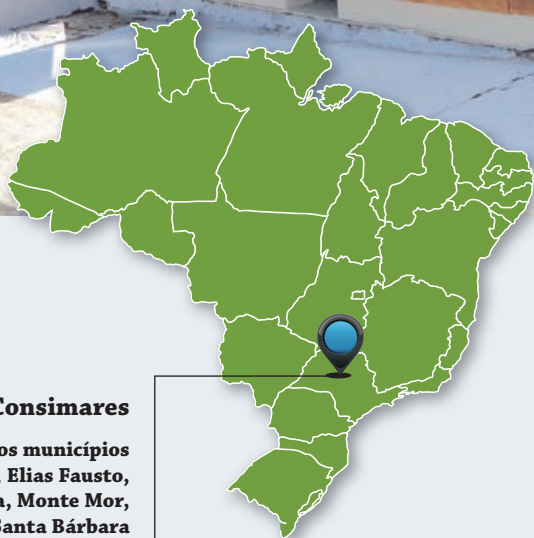 Consimares
os municípios
Elias Fausto,
Monte Mor,
Santa Bárbara